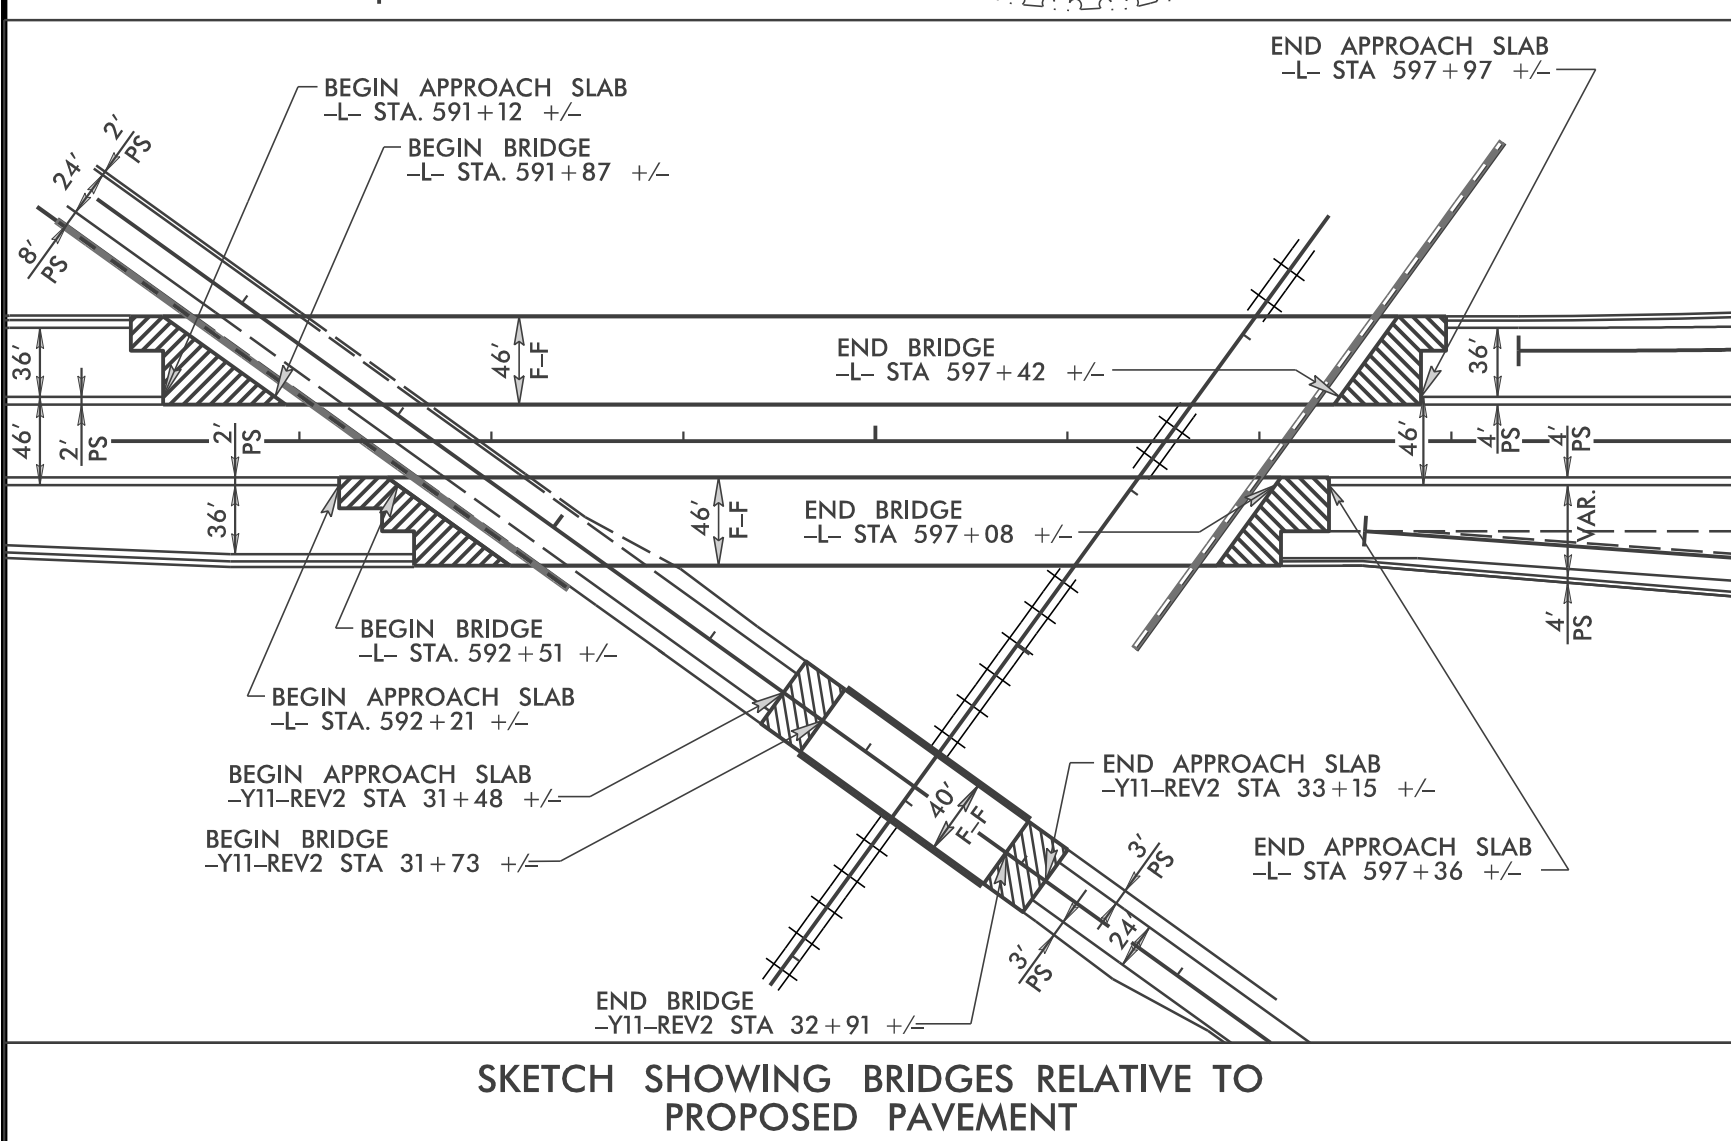 END APPROACH SLAB
–L– STA 597+97 +/–
BEGIN APPROACH SLAB
–L– STA. 591+12 +/–
BEGIN BRIDGE
–L– STA. 591+87 +/–
2'
PS
24'
8'
PS
36'
46'
F–F
END BRIDGE
–L– STA 597+42 +/–
36'
46'
2'
PS
2'
PS
46'
4'
PS
4'
PS
36'
46'
F–F
END BRIDGE
–L– STA 597+08 +/–
VAR.
4'
PS
BEGIN BRIDGE
–L– STA. 592+51 +/–
BEGIN APPROACH SLAB
–L– STA. 592+21 +/–
BEGIN APPROACH SLAB
–Y11–REV2 STA 31+48 +/–
BEGIN BRIDGE
–Y11–REV2 STA 31+73 +/–
40'
F–F
END APPROACH SLAB
–Y11–REV2 STA 33+15 +/–
END APPROACH SLAB
–L– STA 597+36 +/–
3'
PS
24'
3'
PS
END BRIDGE
–Y11–REV2 STA 32+91 +/–
SKETCH SHOWING BRIDGES RELATIVE TO
PROPOSED PAVEMENT